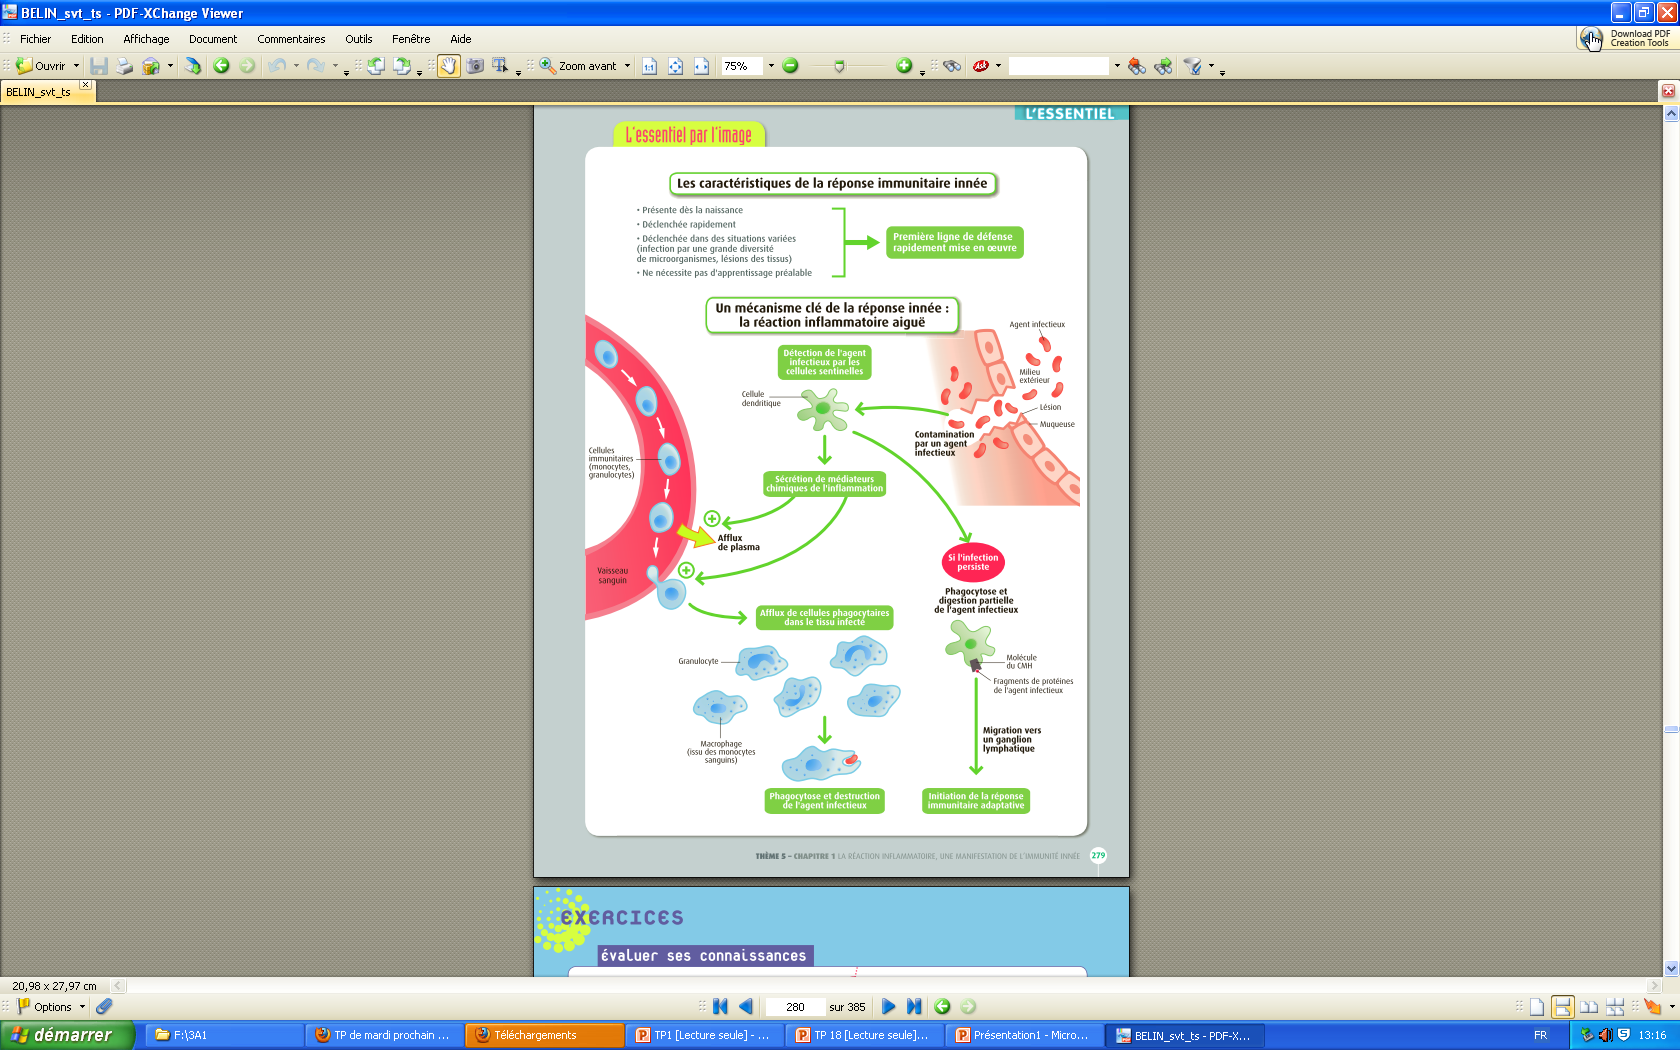 BELIN_svt_ts - PDF-XChange Viewer
Fichier Edition Affichage Document Commentaires Outils Fenêtre Aide
Download PDF
Creation Tools
Ouvrir
Zoom avant
1:1
75%
Ask
BELIN_svt_ts
L'ESSENTIEL
L'essentiel par l'image
Les caractéristiques de la réponse immunitaire innée
• Présente dès la naissance
• Déclenchée rapidement
• Déclenchée dans des situations variées
(infection par une grande diversité
de microorganismes, lésions des tissus)
• Ne nécessite pas d'apprentissage préalable
Première ligne de défense
rapidement mise en œuvre
Un mécanisme clé de la réponse innée :
la réaction inflammatoire aiguë
Agent infectieux
Détection de l'agent
infectieux par les
cellules sentinelles
Milieu
extérieur
Cellule
dendritique
Lésion
Muqueuse
Contamination
par un agent
infectieux
Cellules
immunitaires
(monocytes,
granulocytes)
Sécrétion de médiateurs
chimiques de l'inflammation
+
Afflux
de plasma
Si l'infection
persiste
Vaisseau
sanguin
+
Phagocytose et
digestion partielle
de l'agent infectieux
Afflux de cellules phagocytaires
dans le tissu infecté
Granulocyte
Molécule
du CMH
Fragments de protéines
de l'agent infectieux
Macrophage
(issu des monocytes
sanguins)
Migration vers
un ganglion
lymphatique
Phagocytose et destruction
de l'agent infectieux
Initiation de la réponse
immunitaire adaptative
THÈME 5 – CHAPITRE 1 LA RÉACTION INFLAMMATOIRE, UNE MANIFESTATION DE L'IMMUNITÉ INNÉE 279
EXERCICES
évaluer ses connaissances
20,98 x 27,97 cm
Options
280 sur 385
démarrer
F:\3A1
TP de mardi prochain ...
Téléchargements
TP1 [Lecture seule] - ...
TP 18 [Lecture seule]...
Présentation1 - Micro...
BELIN_svt_ts - PDF-X...
FR
13:16